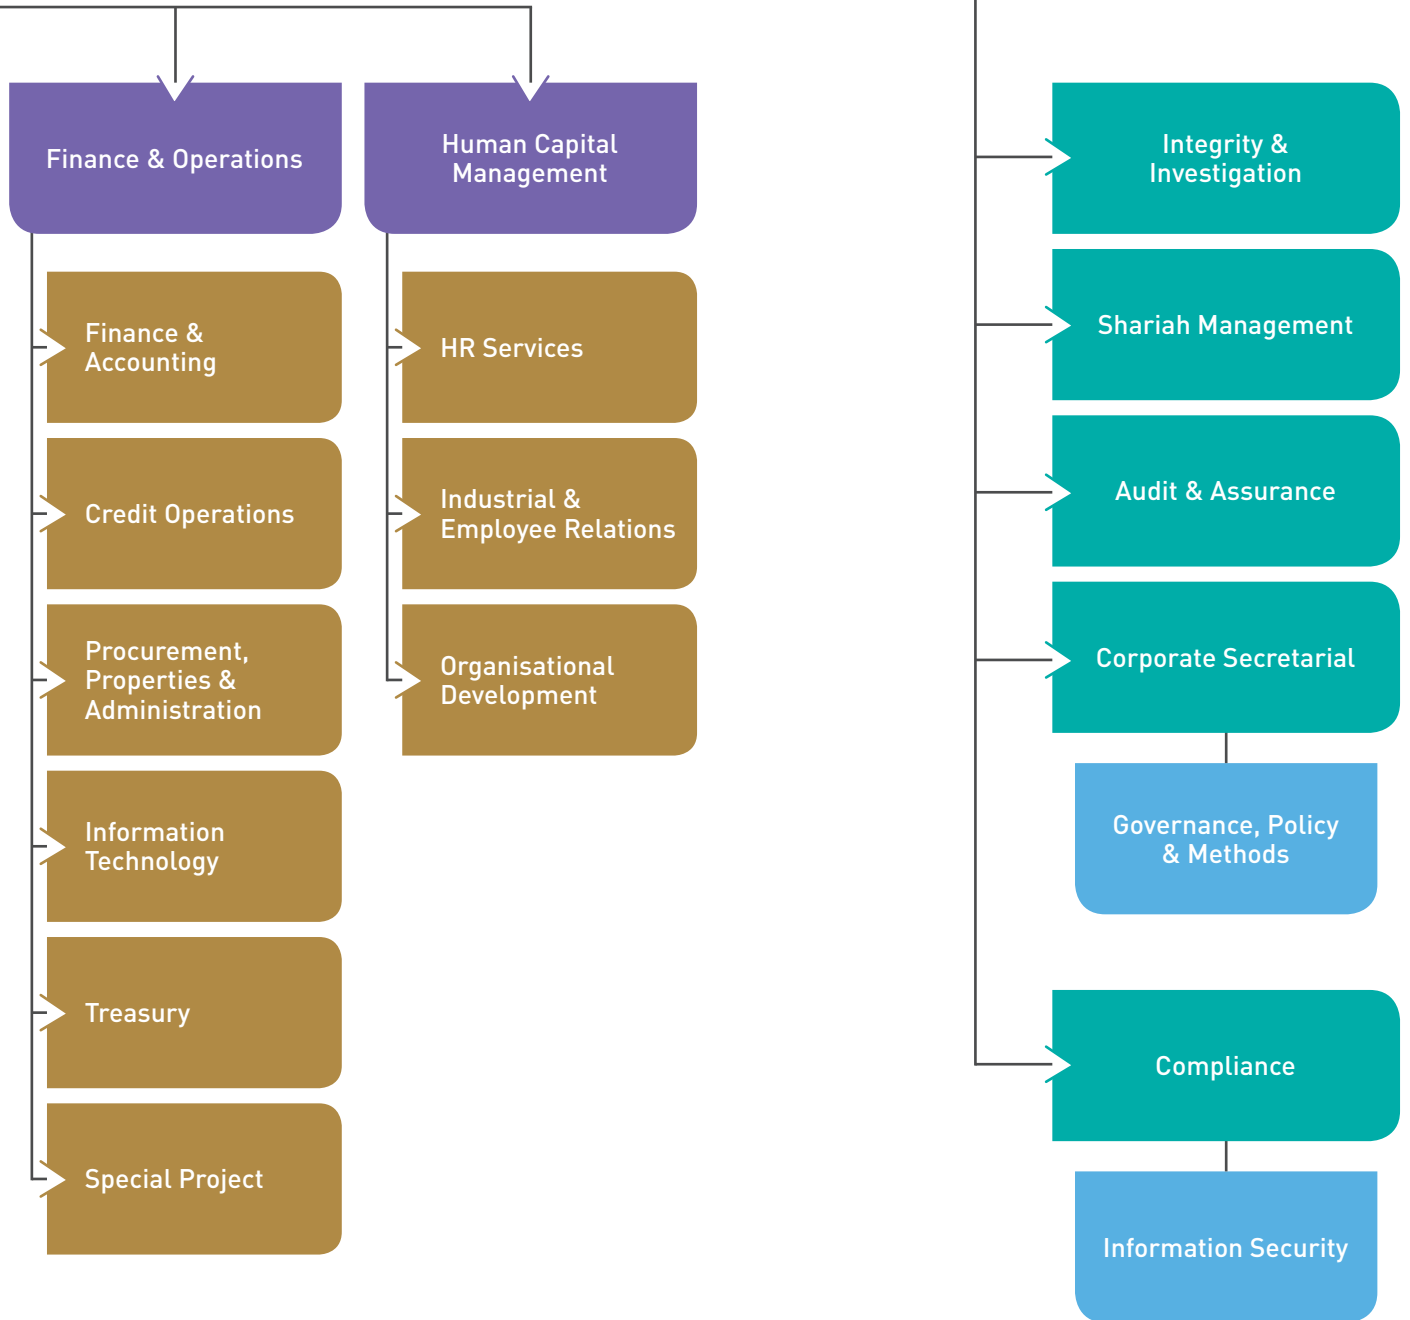 Finance & Operations
Human Capital
Management
Finance &
Accounting
Credit Operations
Procurement,
Properties &
Administration
Information
Technology
Treasury
Special Project
HR Services
Industrial &
Employee Relations
Organisational
Development
Integrity &
Investigation
Shariah Management
Audit & Assurance
Corporate Secretarial
Governance, Policy
& Methods
Compliance
Information Security